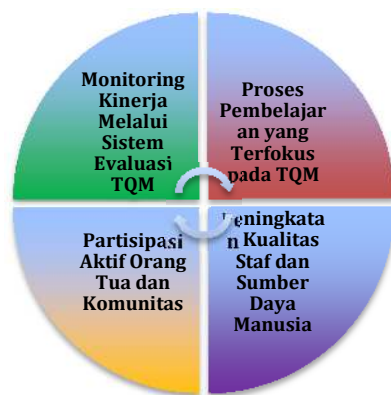 Monitoring
Kinerja
Melalui
Sistem
Evaluasi
TQM
Proses
Pembelajar
an yang
Terfokus
pada TQM
Partisipasi
Aktif Orang
Tua dan
Komunitas
Peningkata
n Kualitas
Staf dan
Sumber
Daya
Manusia